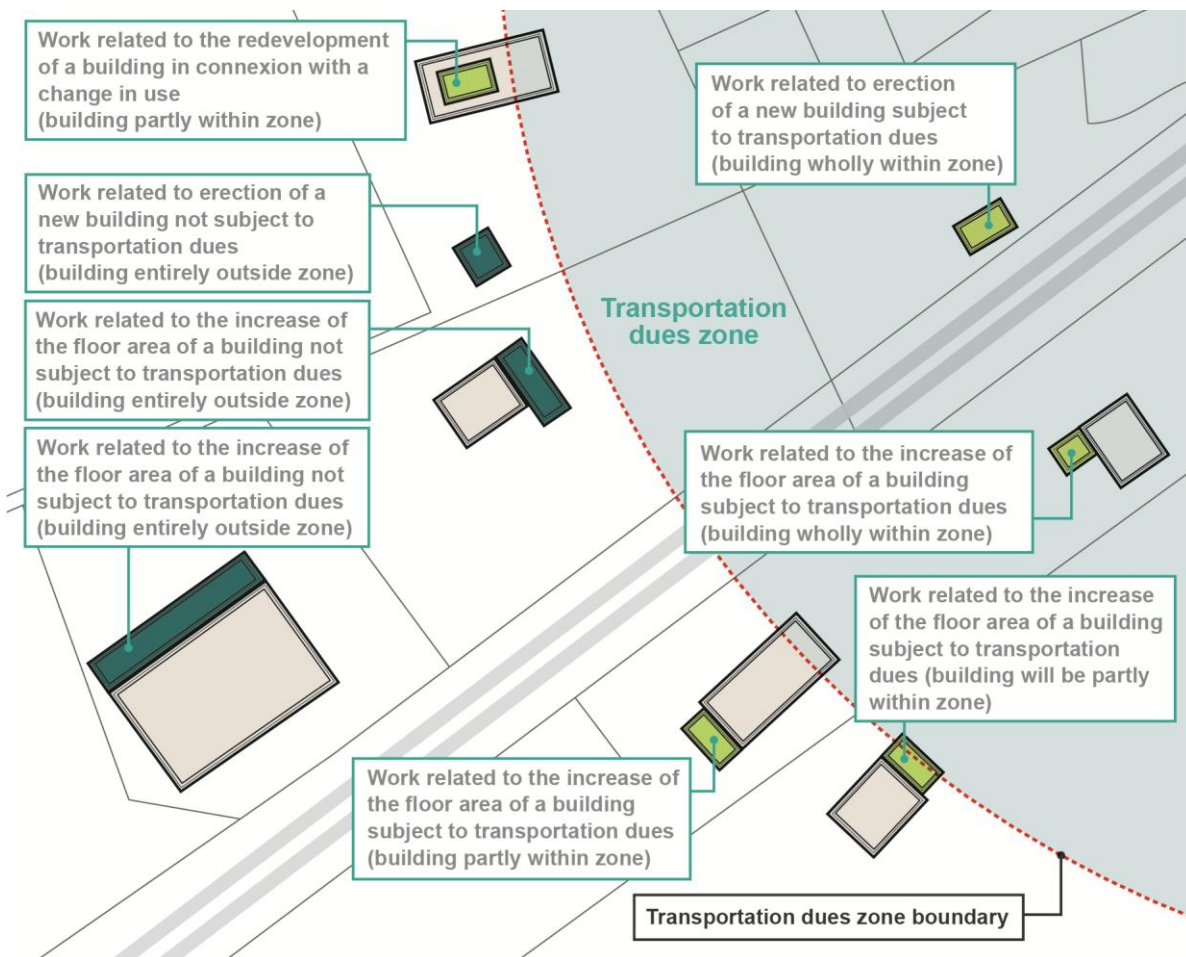 Work related to the redevelopment
of a building in connexion with a
change in use
(building partly within zone)
Work related to erection
of a new building subject
to transportation dues
(building wholly within zone)
Work related to erection of a
new building not subject to
transportation dues
(building entirely outside zone)
Transportation
dues zone
Work related to the increase of
the floor area of a building not
subject to transportation dues
(building entirely outside zone)
Work related to the increase of
the floor area of a building not
subject to transportation dues
(building entirely outside zone)
Work related to the increase of
the floor area of a building
subject to transportation dues
(building wholly within zone)
Work related to the increase
of the floor area of a building
subject to transportation
dues (building will be partly
within zone)
Work related to the increase of
the floor area of a building
subject to transportation dues
(building partly within zone)
Transportation dues zone boundary